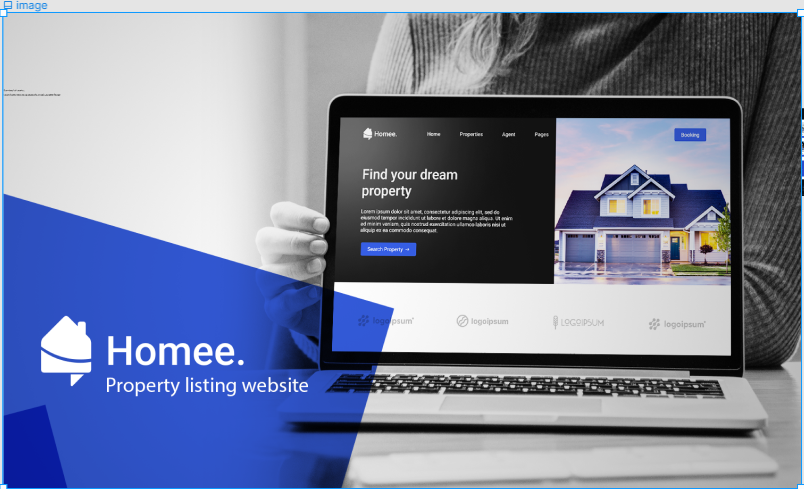 image
Homee.
Home
Properties
Agent
Pages
Booking
Find your dream
property
Lorem ipsum dolor sit amet, consectetur adipiscing elit, sed do
eiusmod tempor incididunt ut labore et dolore magna aliqua. Ut enim
ad minim veniam, quis nostrud exercitation ullamco laboris nisi ut
aliquip ex ea commodo consequat.
Search Property →
logoipsum
logoipsum
LOGOIPSUM
logoipsum
Homee.
Property listing website